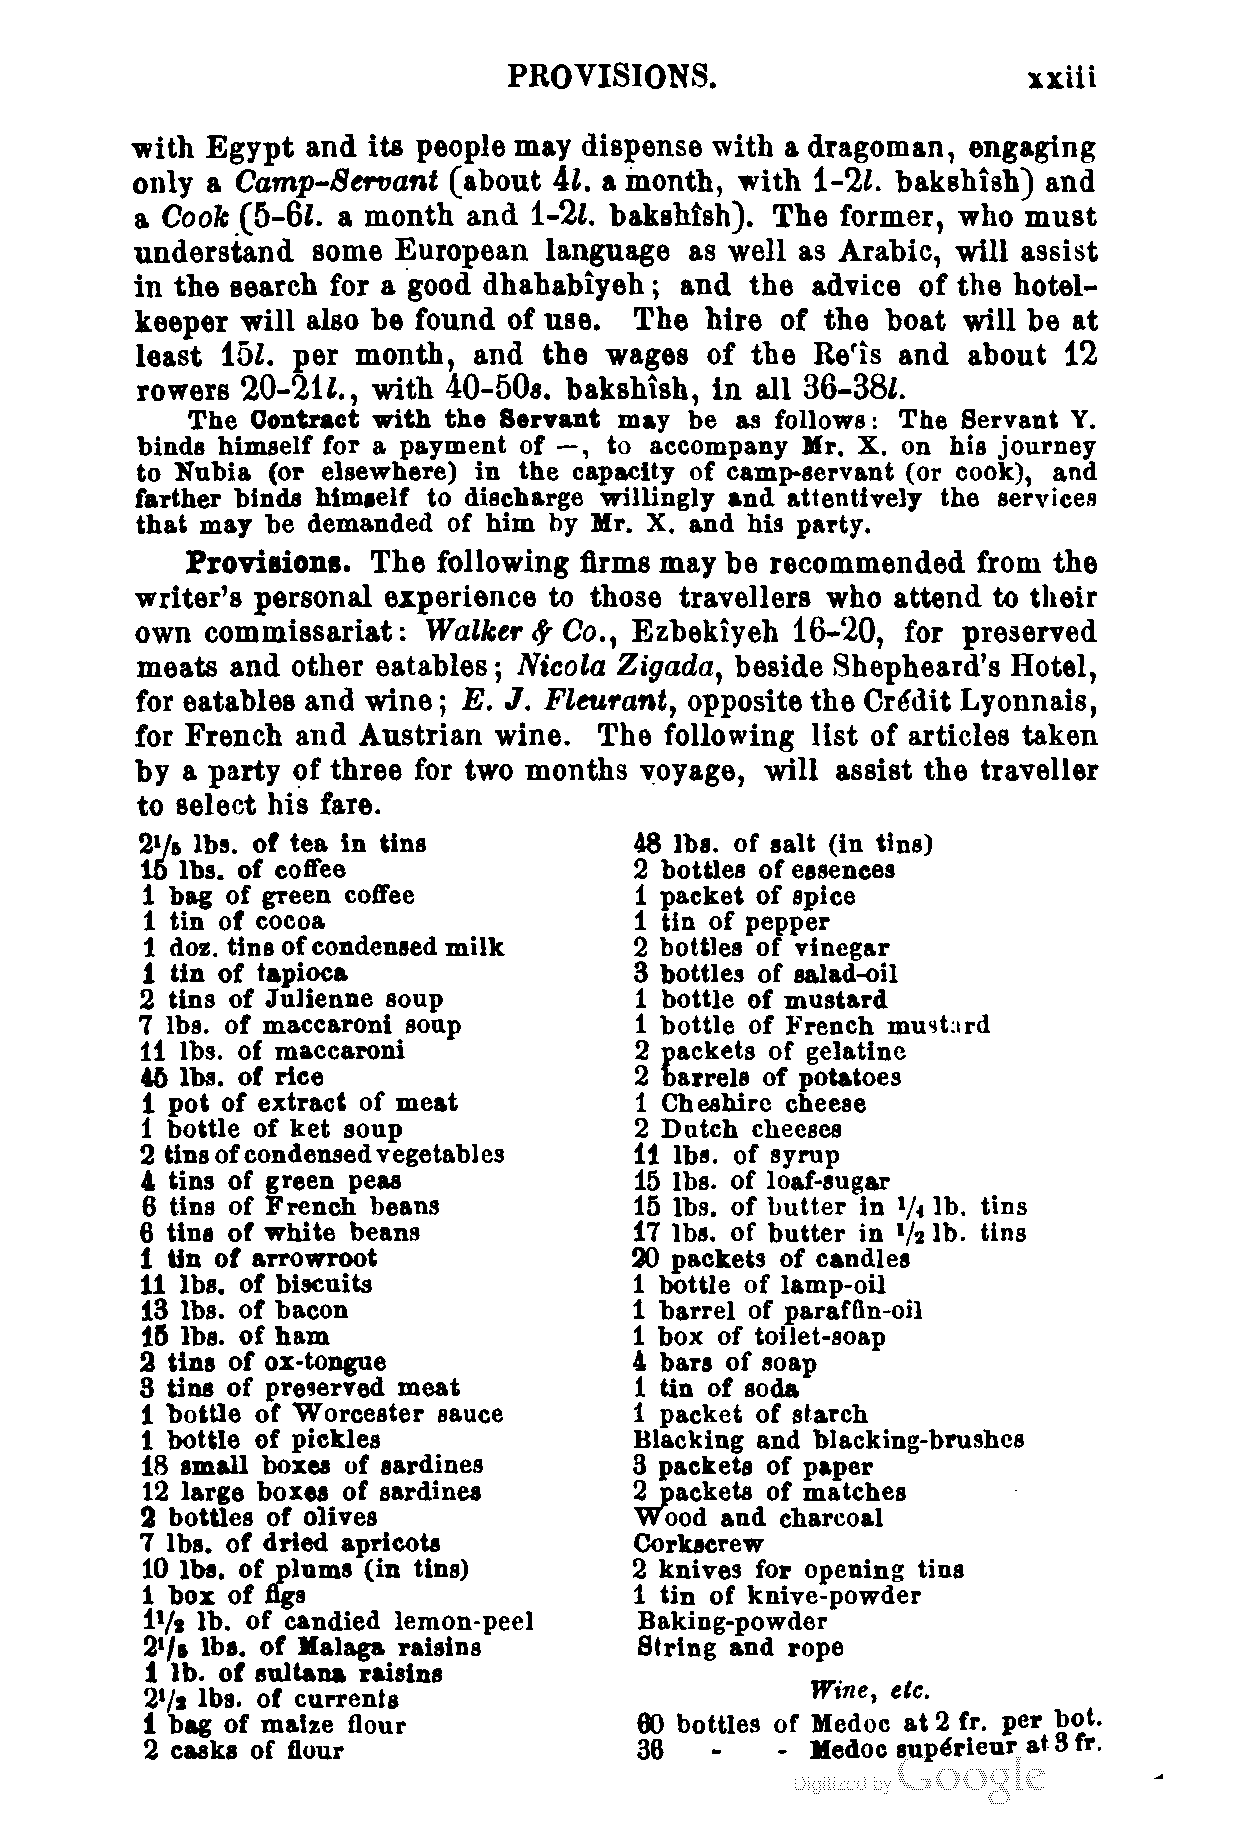 PROVISIONS. xxiii
with Egypt and its people may dispense with a dragoman, engaging
only a Camp-Servant (about 4l. a month, with 1-2l. bakshîsh) and
a Cook (5-6l. a month and 1-2l. bakshîsh). The former, who must
understand some European language as well as Arabic, will assist
in the search for a good dhahabîyeh; and the advice of the hotel-
keeper will also be found of use. The hire of the boat will be at
least 15l. per month, and the wages of the Re'îs and about 12
rowers 20-21l., with 40-50s. bakshîsh, in all 36-38l.
The Contract with the Servant may be as follows: The Servant Y.
binds himself for a payment of —, to accompany Mr. X. on his journey
to Nubia (or elsewhere) in the capacity of camp-servant (or cook), and
farther binds himself to discharge willingly and attentively the services
that may be demanded of him by Mr. X. and his party.
Provisions. The following firms may be recommended from the
writer's personal experience to those travellers who attend to their
own commissariat: Walker & Co., Ezbekîyeh 16-20, for preserved
meats and other eatables; Nicola Zigada, beside Shepheard's Hotel,
for eatables and wine; E. J. Fleurant, opposite the Crédit Lyonnais,
for French and Austrian wine. The following list of articles taken
by a party of three for two months voyage, will assist the traveller
to select his fare.
2 1/5 lbs. of tea in tins
15 lbs. of coffee
1 bag of green coffee
1 tin of cocoa
1 doz. tins of condensed milk
1 tin of tapioca
2 tins of Julienne soup
7 lbs. of maccaroni soup
11 lbs. of maccaroni
45 lbs. of rice
1 pot of extract of meat
1 bottle of ket soup
2 tins of condensed vegetables
4 tins of green peas
6 tins of French beans
6 tins of white beans
1 tin of arrowroot
11 lbs. of biscuits
13 lbs. of bacon
15 lbs. of ham
2 tins of ox-tongue
3 tins of preserved meat
1 bottle of Worcester sauce
1 bottle of pickles
18 small boxes of sardines
12 large boxes of sardines
2 bottles of olives
7 lbs. of dried apricots
10 lbs. of plums (in tins)
1 box of figs
1 1/2 lb. of candied lemon-peel
2 1/5 lbs. of Malaga raisins
1 lb. of sultana raisins
2 1/2 lbs. of currents
1 bag of maize flour
2 casks of flour
48 lbs. of salt (in tins)
2 bottles of essences
1 packet of spice
1 tin of pepper
2 bottles of vinegar
3 bottles of salad-oil
1 bottle of mustard
1 bottle of French mustard
2 packets of gelatine
2 barrels of potatoes
1 Cheshire cheese
2 Dutch cheeses
11 lbs. of syrup
15 lbs. of loaf-sugar
15 lbs. of butter in 1/4 lb. tins
17 lbs. of butter in 1/2 lb. tins
20 packets of candles
1 bottle of lamp-oil
1 barrel of paraffin-oil
1 box of toilet-soap
4 bars of soap
1 tin of soda
1 packet of starch
Blacking and blacking-brushes
3 packets of paper
2 packets of matches
Wood and charcoal
Corkscrew
2 knives for opening tins
1 tin of knive-powder
Baking-powder
String and rope
Wine, etc.
60 bottles of Medoc at 2 fr. per bot.
36 - - Medoc supérieur at 3 fr.
Digitized by Google